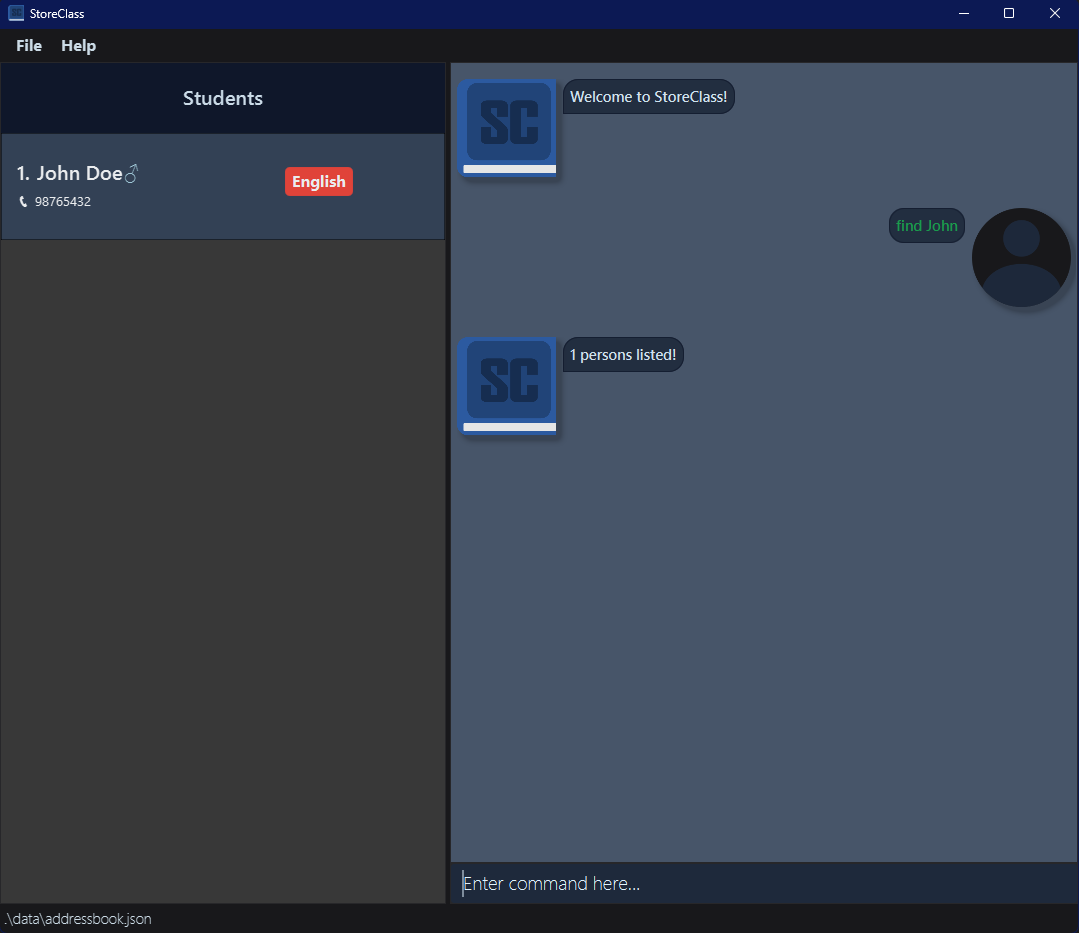 StoreClass
File Help
Students
1. John Doe♂
98765432
English
SC
Welcome to StoreClass!
find John
SC
1 persons listed!
Enter command here...
.\data\addressbook.json